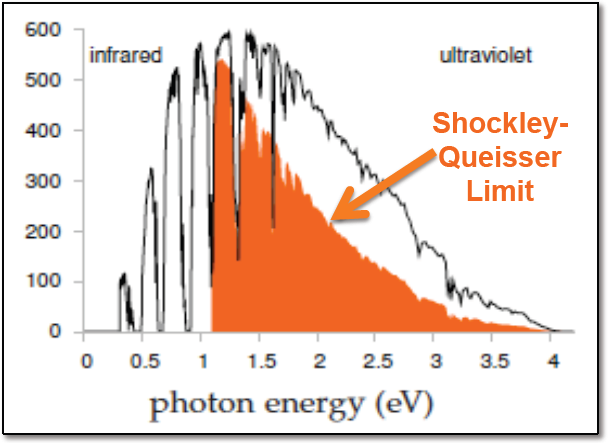 600
500
400
300
200
100
0
infrared
ultraviolet
Shockley-
Queisser
Limit
0 0.5 1 1.5 2 2.5 3 3.5 4
photon energy (eV)